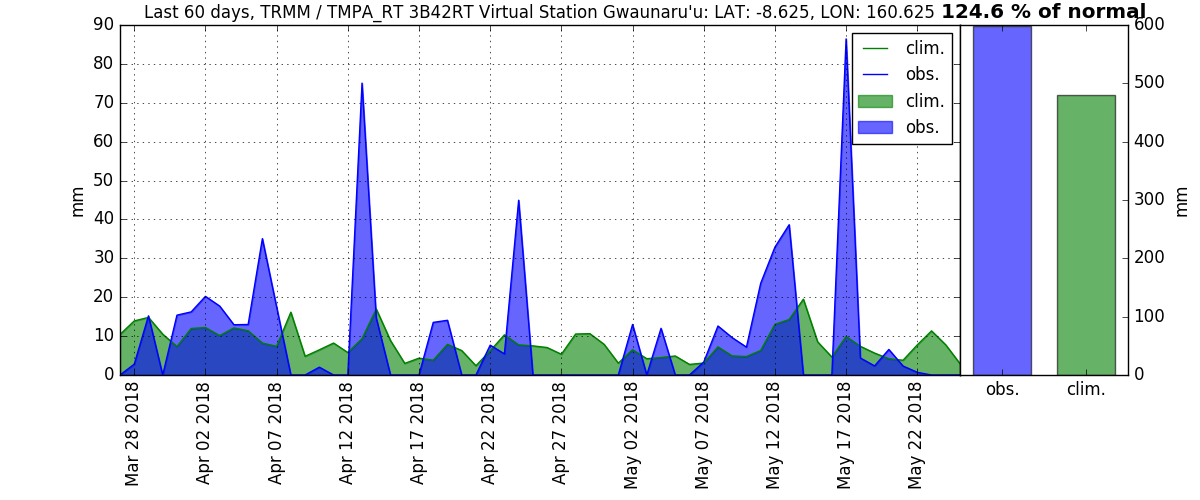 Last 60 days, TRMM / TMPA_RT 3B42RT Virtual Station Gwaunaru'u: LAT: -8.625, LON: 160.625 124.6 % of normal
90
80
70
60
50
40
30
20
10
0
mm
clim.
obs.
clim.
obs.
600
500
400
300
200
100
0
mm
Mar 28 2018
Apr 02 2018
Apr 07 2018
Apr 12 2018
Apr 17 2018
Apr 22 2018
Apr 27 2018
May 02 2018
May 07 2018
May 12 2018
May 17 2018
May 22 2018
obs.
clim.